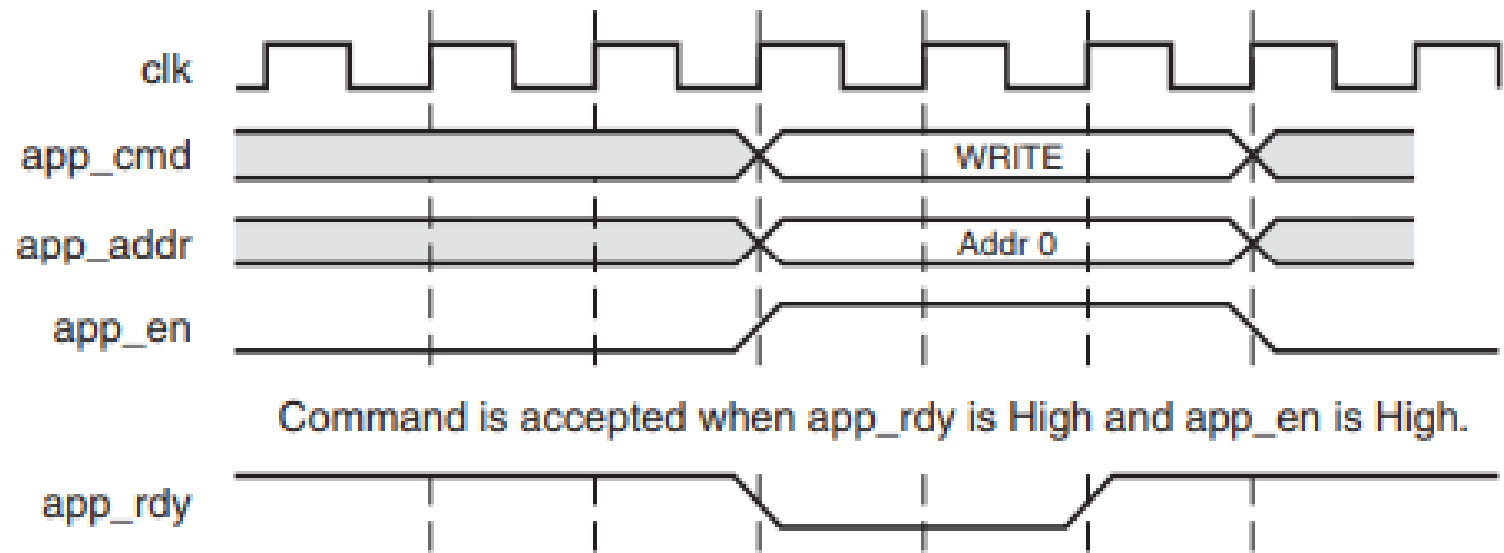 clk
app_cmd WRITE
app_addr Addr 0
app_en
Command is accepted when app_rdy is High and app_en is High.
app_rdy